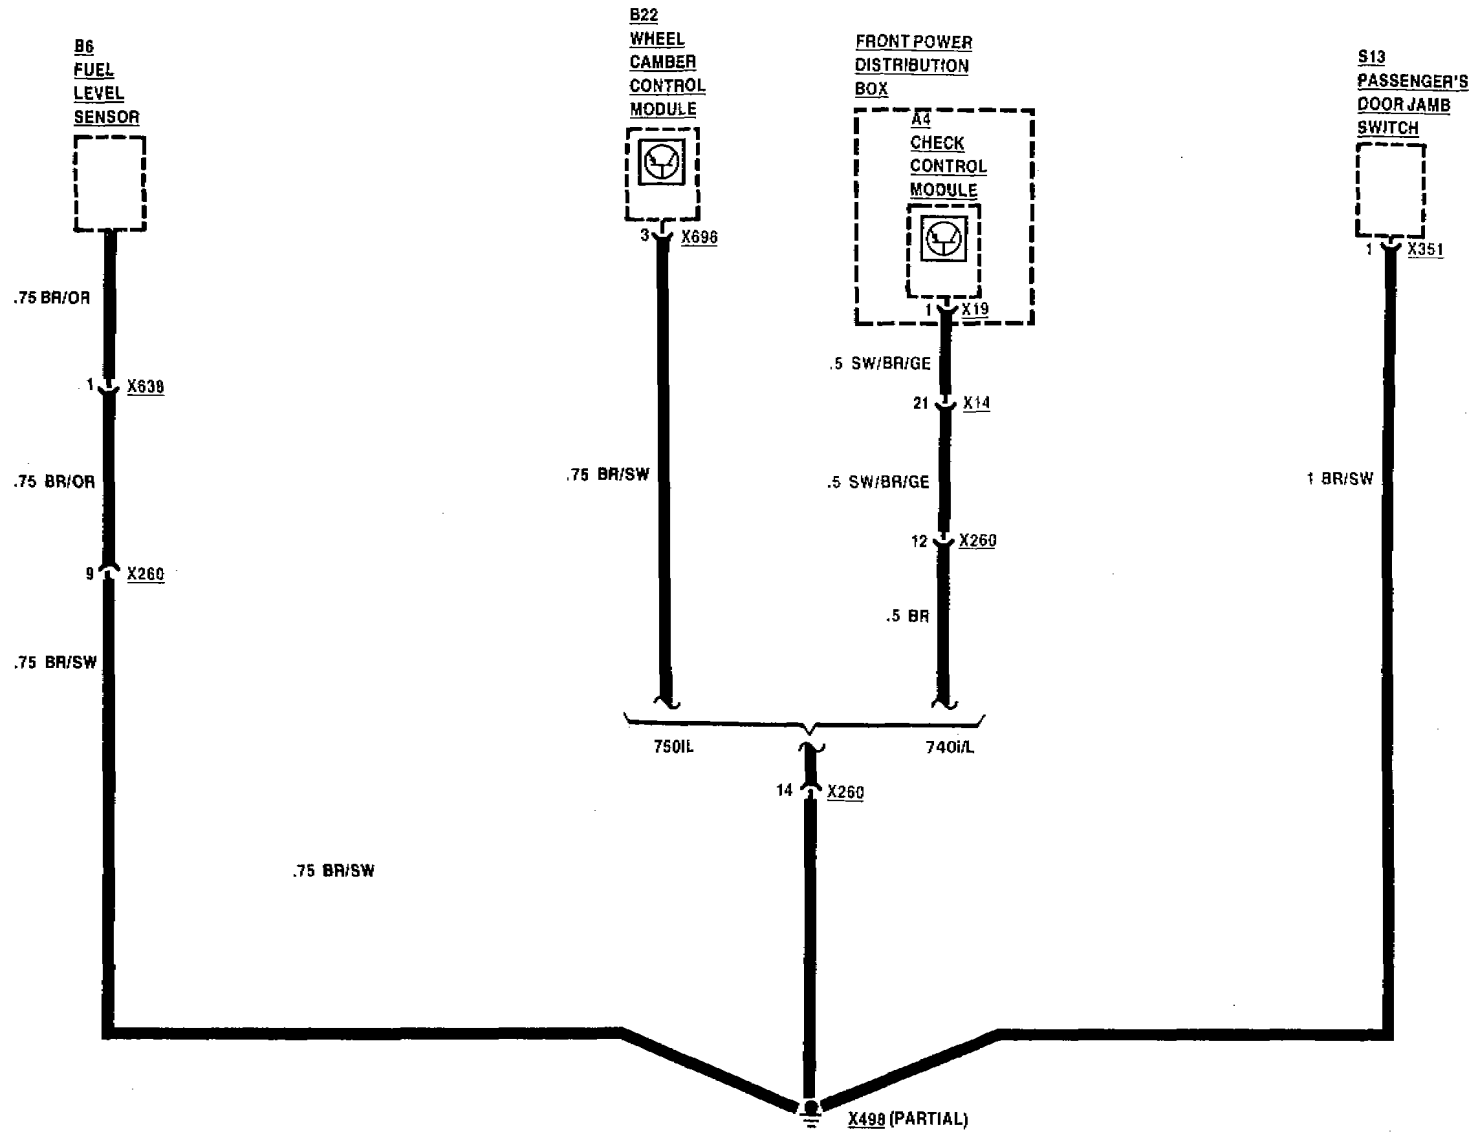 B6
FUEL
LEVEL
SENSOR
B22
WHEEL
CAMBER
CONTROL
MODULE
FRONT POWER
DISTRIBUTION
BOX
A4
CHECK
CONTROL
MODULE
S13
PASSENGER'S
DOOR JAMB
SWITCH
3 X696
1 X351
.75 BR/OR
1 X19
.5 SW/BR/GE
1 X638
21 X14
.75 BR/OR
.75 BR/SW
.5 SW/BR/GE
1 BR/SW
12 X260
9 X260
.5 BR
.75 BR/SW
750IL
740i/L
14 X260
.75 BR/SW
X498 (PARTIAL)